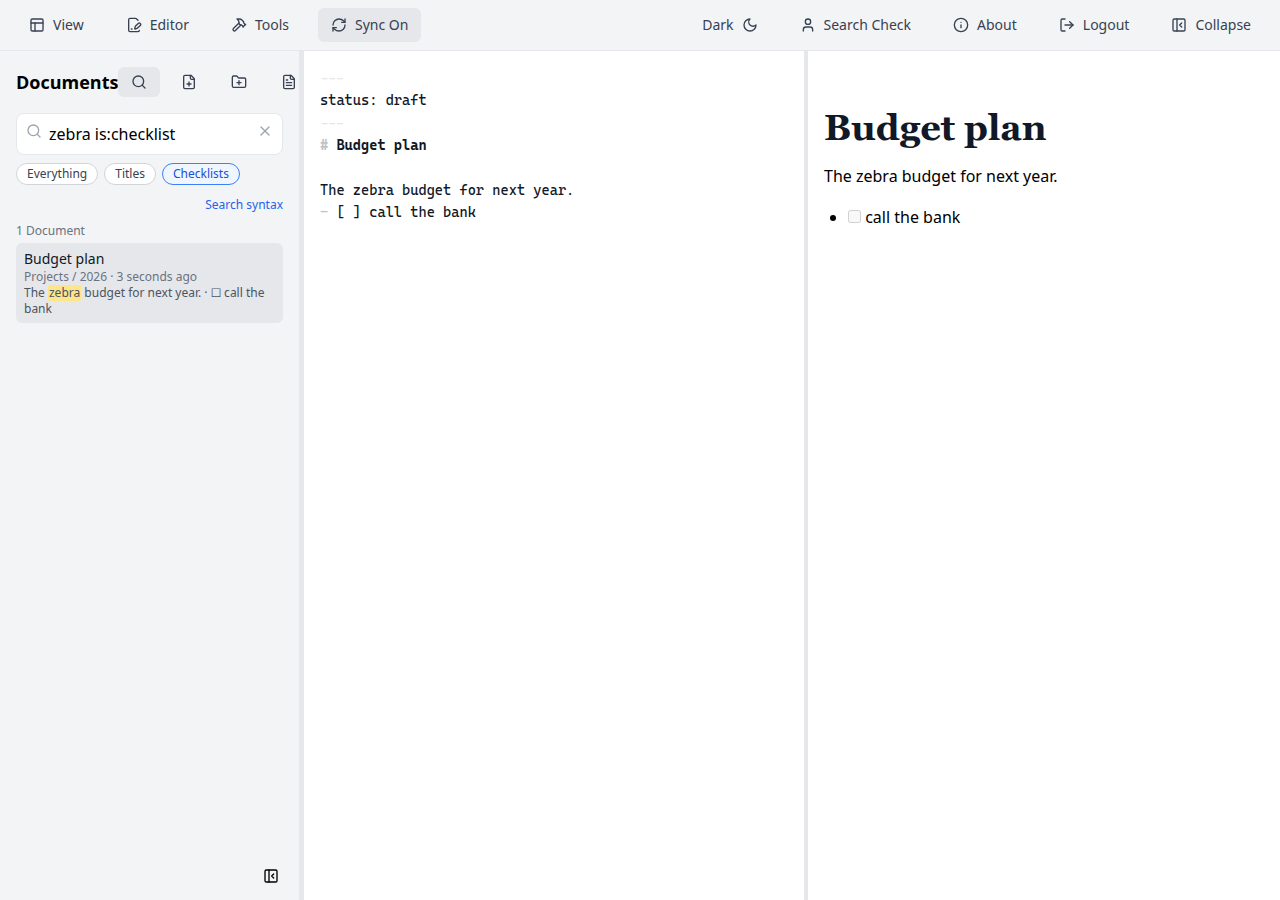 View Editor Tools Sync On Dark Search Check About Logout Collapse
Documents
zebra is:checklist
Everything Titles Checklists
Search syntax
1 Document
Budget plan
Projects / 2026 · 3 seconds ago
The zebra budget for next year. · ☐ call the
bank
---
status: draft
---
# Budget plan
The zebra budget for next year.
- [ ] call the bank
Budget plan
The zebra budget for next year.
• ☐ call the bank